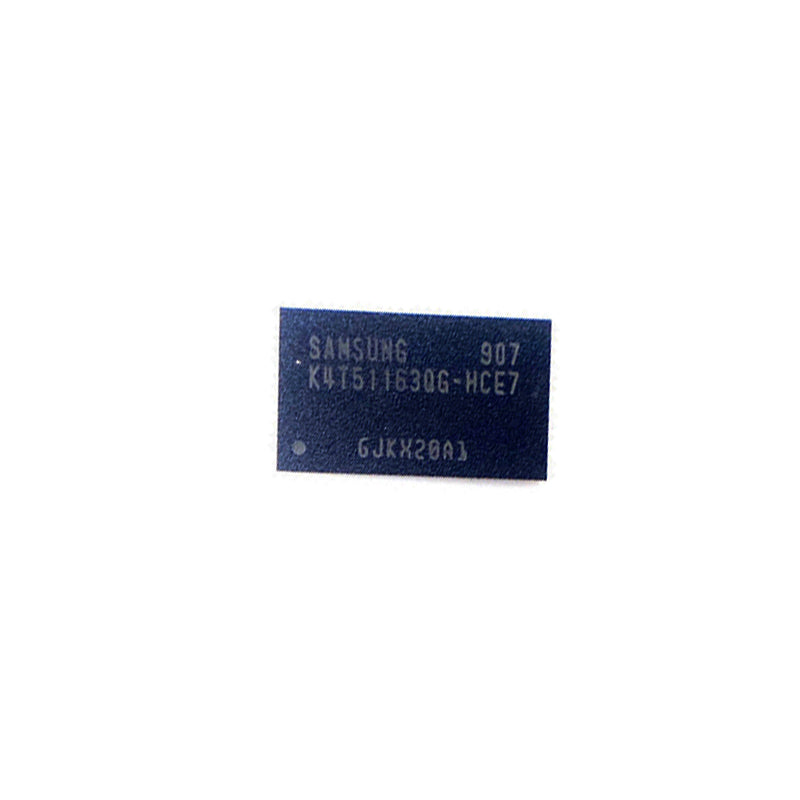 SAMSUNG 907
K4T51163QG-HCE7
GJKX20A1